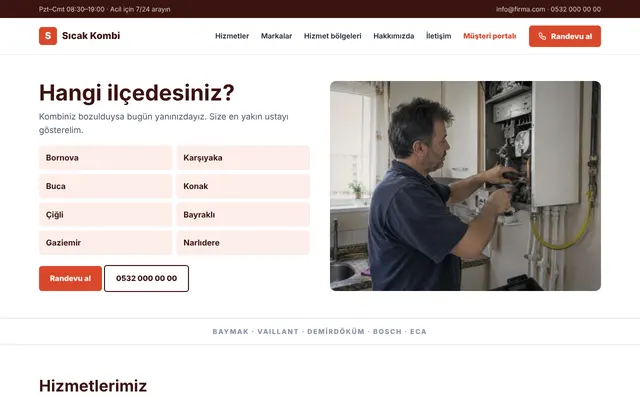 Pzt–Cmt 08:30–19:00 · Acil için 7/24 arayın
info@firma.com · 0532 000 00 00
S Sıcak Kombi
Hizmetler Markalar Hizmet bölgeleri Hakkımızda İletişim Müşteri portalı Randevu al
Hangi ilçedesiniz?
Kombiniz bozulduysa bugün yanınızdayız. Size en yakın ustayı
gösterelim.
Bornova Karşıyaka
Buca Konak
Çiğli Bayraklı
Gaziemir Narlıdere
Randevu al 0532 000 00 00
BAYMAK · VAILLANT · DEMİRDÖKÜM · BOSCH · ECA
Hizmetlerimiz